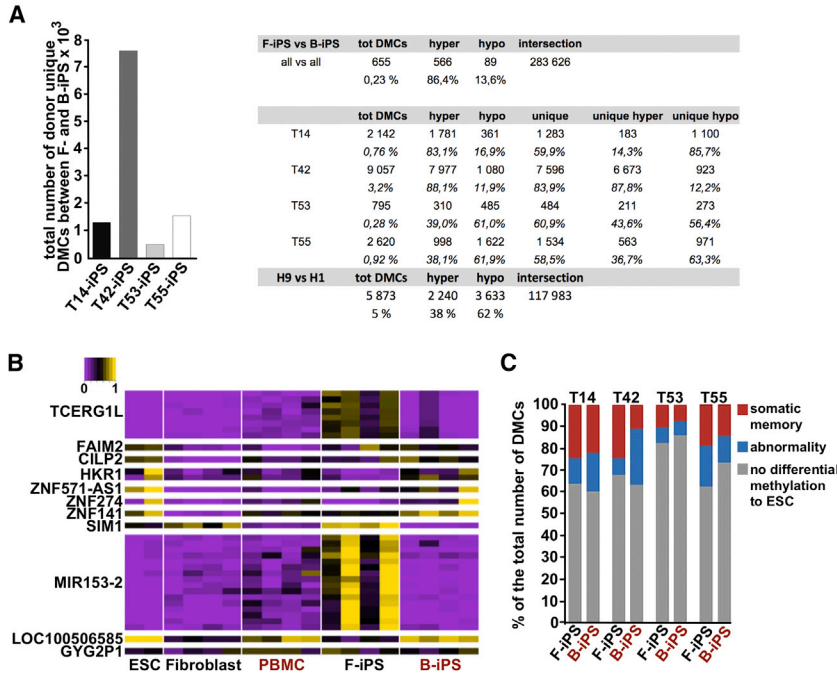 A
total number of donor unique
DMCs between F- and B-iPS x 10³
8
7
6
5
4
3
2
1
0
T14-iPS
T42-iPS
T53-iPS
T55-iPS
F-iPS vs B-iPS tot DMCs hyper hypo intersection
all vs all 655 566 89 283 626
0,23 % 86,4% 13,6%
tot DMCs hyper hypo unique unique hyper unique hypo
T14 2 142 1 781 361 1 283 183 1 100
0,76 % 83,1% 16,9% 59,9% 14,3% 85,7%
T42 9 057 7 977 1 080 7 596 6 673 923
3,2% 88,1% 11,9% 83,9% 87,8% 12,2%
T53 795 310 485 484 211 273
0,28 % 39,0% 61,0% 60,9% 43,6% 56,4%
T55 2 620 998 1 622 1 534 563 971
0,92 % 38,1% 61,9% 58,5% 36,7% 63,3%
H9 vs H1 tot DMCs hyper hypo intersection
5 873 2 240 3 633 117 983
5 % 38 % 62 %
B
0 1
TCERG1L
FAIM2
CILP2
HKR1
ZNF571-AS1
ZNF274
ZNF141
SIM1
MIR153-2
LOC100506585
GYG2P1
ESC Fibroblast PBMC F-iPS B-iPS
C
% of the total number of DMCs
T14 T42 T53 T55
100
90
80
70
60
50
40
30
20
10
0
F-iPS B-iPS F-iPS B-iPS F-iPS B-iPS F-iPS B-iPS
somatic
memory
abnormality
no differential
methylation
to ESC